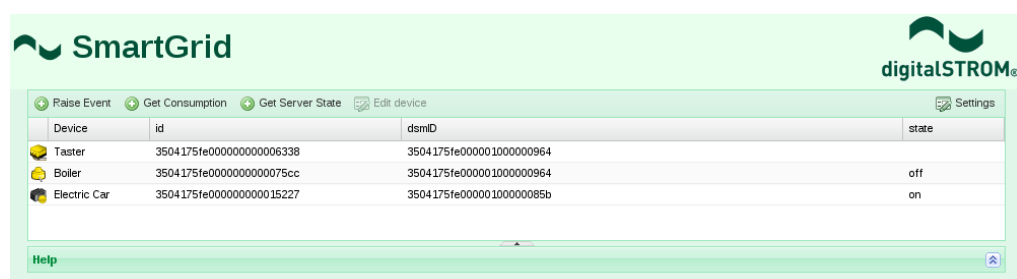 SmartGrid
digitalSTROM®
Raise Event Get Consumption Get Server State Edit device Settings
Device id dsmID state
Taster 3504175fe000000000006338 3504175fe000001000000964
Boiler 3504175fe0000000000075cc 3504175fe000001000000964 off
Electric Car 3504175fe000000000015227 3504175fe00000100000085b on
Help